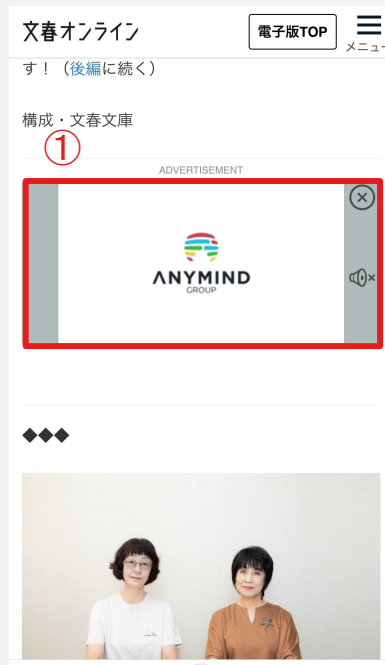 文春オンライン
電子版TOP
メニュー
す！（後編に続く）
構成・文春文庫
①
ADVERTISEMENT
ANYMIND
GROUP
◆◆◆